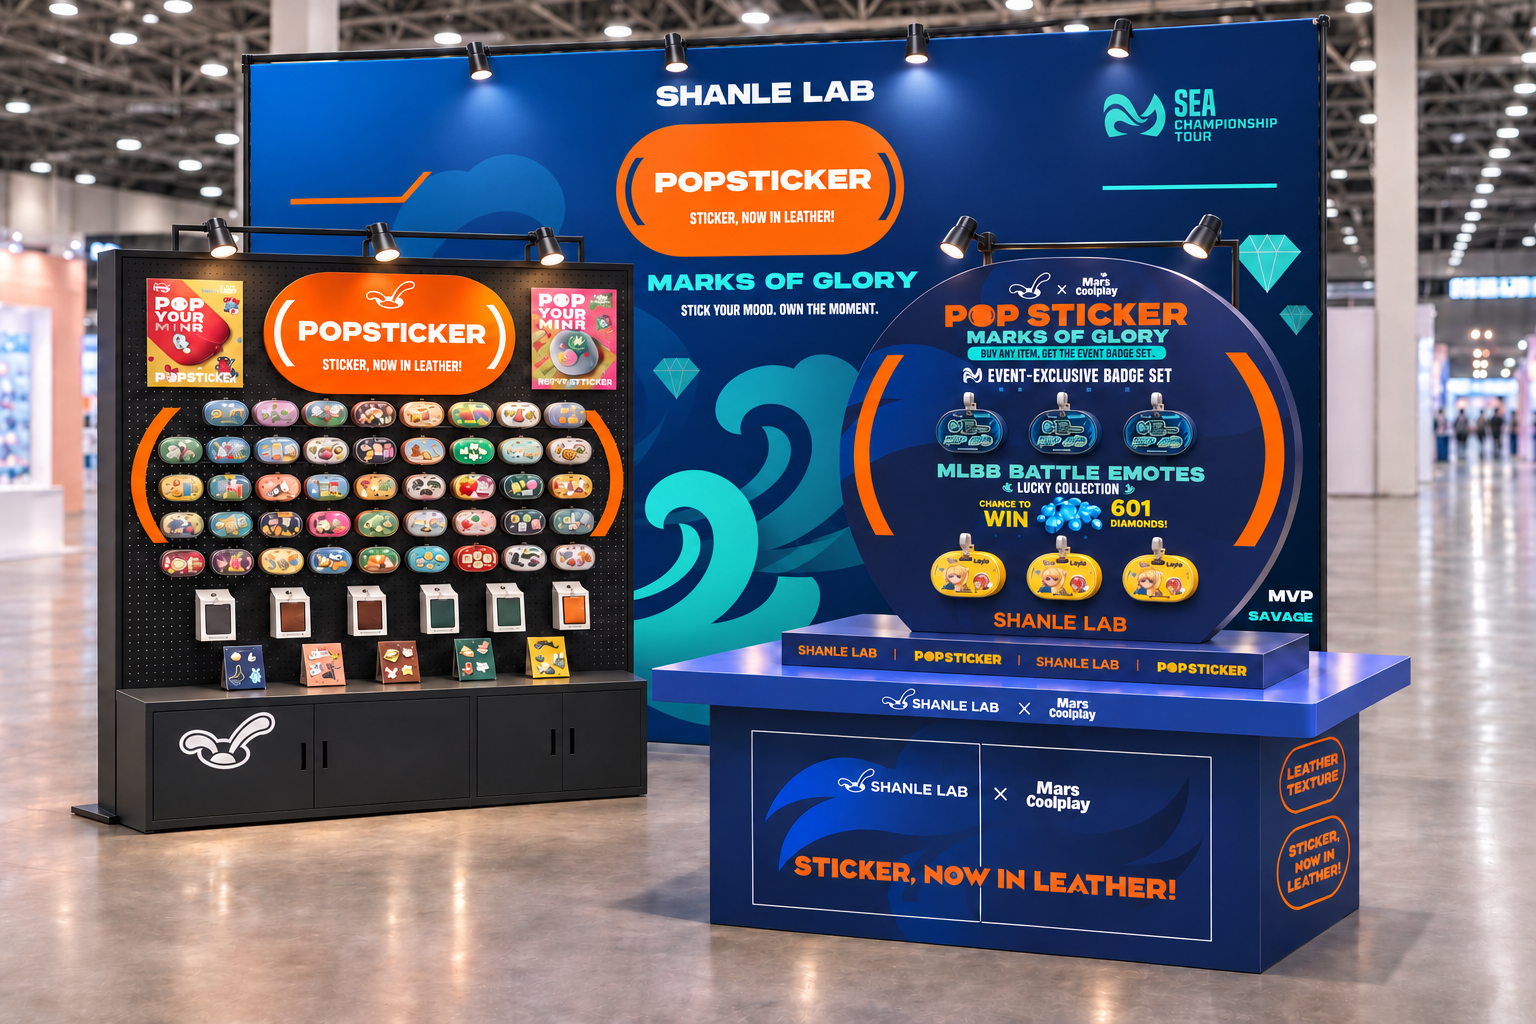 SHANLE LAB
POPSTICKER
STICKER, NOW IN LEATHER!
MARKS OF GLORY
STICK YOUR MOOD. OWN THE MOMENT.
SEA
CHAMPIONSHIP
TOUR
MVP
SAVAGE
POP
YOUR
MINR
POPSTICKER
POPSTICKER
STICKER, NOW IN LEATHER!
POP
YOUR
MINR
Mars
Coolplay
POP STICKER
MARKS OF GLORY
BUY ANY ITEM, GET THE EVENT BADGE SET.
EVENT-EXCLUSIVE BADGE SET
MLBB BATTLE EMOTES
LUCKY COLLECTION
CHANCE TO
WIN
601
DIAMONDS!
SHANLE LAB
SHANLE LAB | POPSTICKER | SHANLE LAB | POPSTICKER
SHANLE LAB × Mars
Coolplay
SHANLE LAB × Mars
Coolplay
STICKER, NOW IN LEATHER!
LEATHER
TEXTURE
STICKER,
NOW IN
LEATHER!